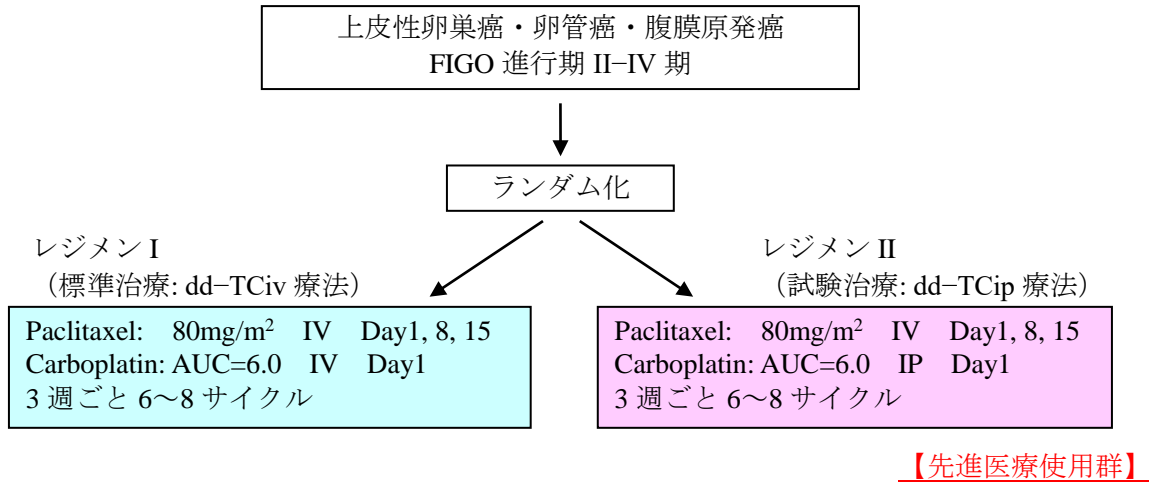 上皮性卵巣癌・卵管癌・腹膜原発癌
FIGO 進行期 II−IV 期
ランダム化
レジメン I
（標準治療: dd−TCiv 療法）
Paclitaxel: 80mg/m² IV Day1, 8, 15
Carboplatin: AUC=6.0 IV Day1
3 週ごと 6～8 サイクル
レジメン II
（試験治療: dd−TCip 療法）
Paclitaxel: 80mg/m² IV Day1, 8, 15
Carboplatin: AUC=6.0 IP Day1
3 週ごと 6～8 サイクル
【先進医療使用群】